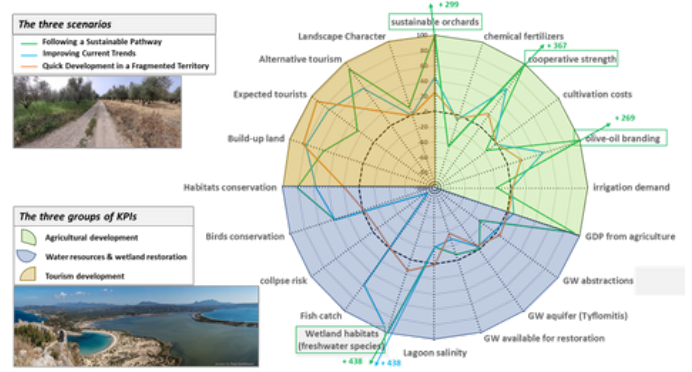 The three scenarios
Following a Sustainable Pathway
Improving Current Trends
Quick Development in a Fragmented Territory
The three groups of KPIs
Agricultural development
Water resources & wetland restoration
Tourism development
+ 299
sustainable orchards
100
Landscape Character
chemical fertilizers
+ 367
Alternative tourism
cooperative strength
Expected tourists
cultivation costs
+ 269
Build-up land
olive-oil branding
Habitats conservation
irrigation demand
Birds conservation
GDP from agriculture
collpse risk
GW abstractions
Fish catch
GW aquifer (Tyflomitis)
Wetland habitats
(freshwater species)
GW available for restoration
Lagoon salinity
+ 438
+ 438